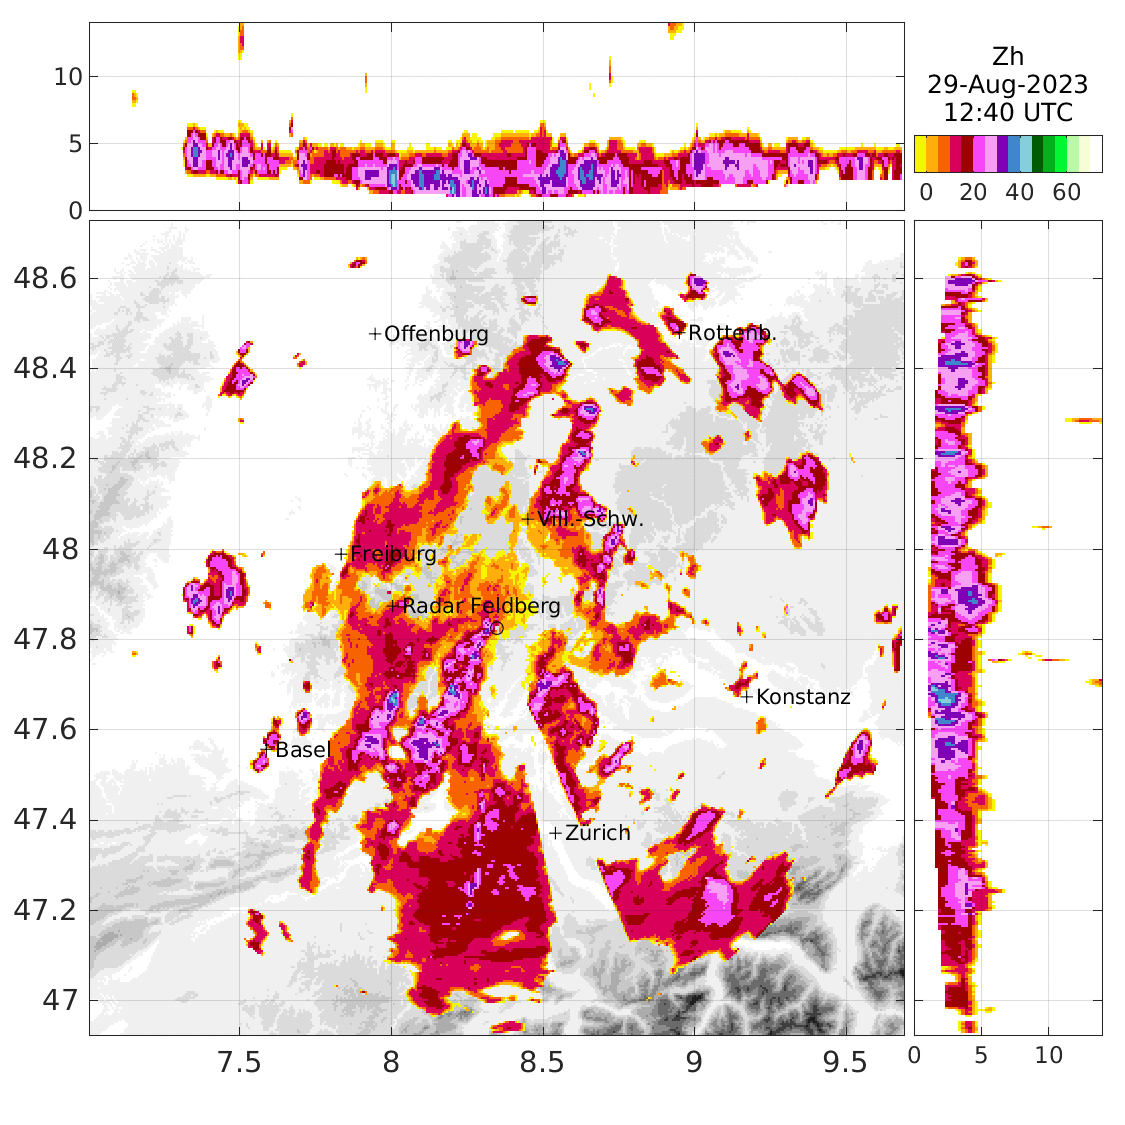 Zh
29-Aug-2023
12:40 UTC
0 20 40 60
10
5
0
48.6
48.4
48.2
48
47.8
47.6
47.4
47.2
47
Offenburg
Rottenb.
Vill.-Schw.
Freiburg
Radar Feldberg
Konstanz
Basel
Zürich
7.5 8 8.5 9 9.5
0 5 10